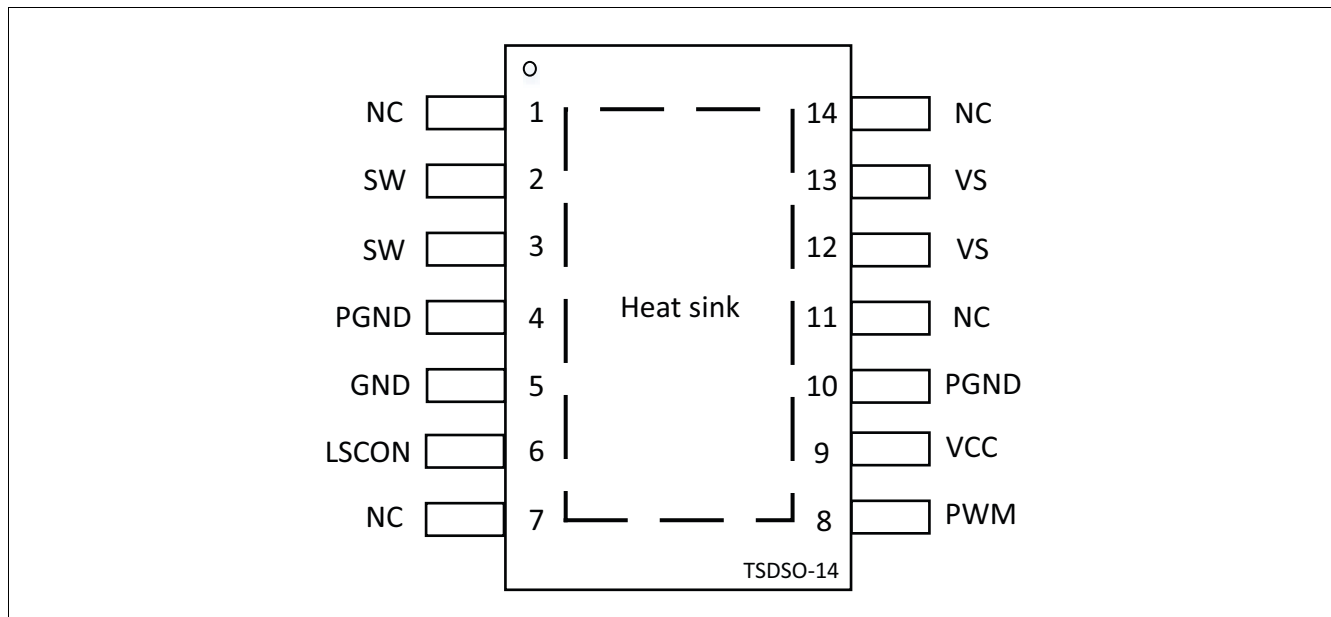 NC 1 14 NC
SW 2 13 VS
SW 3 12 VS
PGND 4 Heat sink 11 NC
GND 5 10 PGND
LSCON 6 9 VCC
NC 7 8 PWM
TSDSO-14